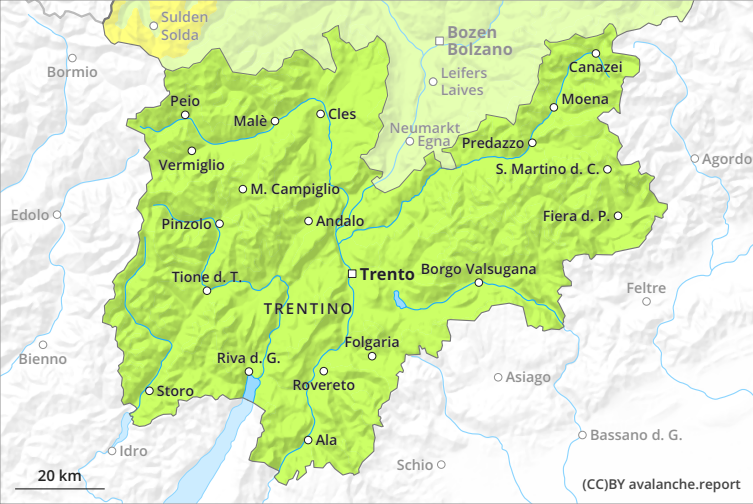 Sulden
Solda
Bozen
Bolzano
Bormio
Canazei
Leifers
Laives
Peio
Moena
Malè
Cles
Neumarkt
Egna
Predazzo
Vermiglio
Agordo
S. Martino d. C.
M. Campiglio
Edolo
Pinzolo
Andalo
Fiera d. P.
Trento
Borgo Valsugana
Tione d. T.
Feltre
TRENTINO
Folgaria
Bienno
Riva d. G.
Rovereto
Asiago
Storo
Ala
Bassano d. G.
Idro
Schio
20 km
(CC)BY avalanche.report